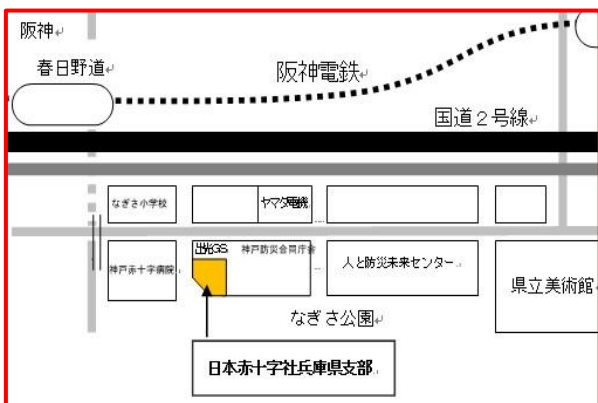 阪神
春日野道
阪神電鉄
国道２号線
なぎさ小学校
ヤマダ電機
出光GS
神戸防災合同庁舎
神戸赤十字病院
人と防災未来センター
県立美術館
なぎさ公園
日本赤十字社兵庫県支部